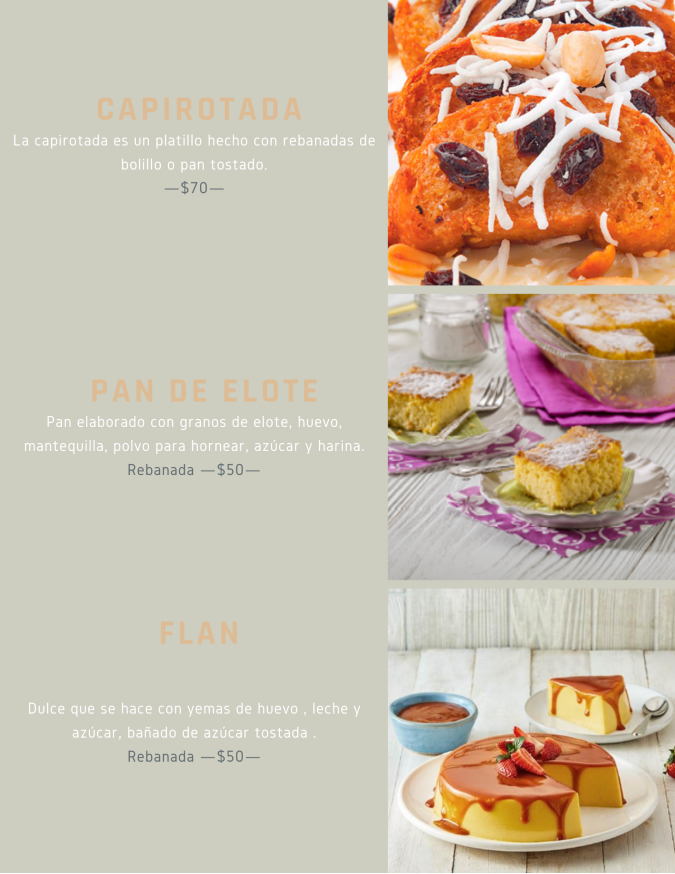 CAPIROTADA
La capirotada es un platillo hecho con rebanadas de
bolillo o pan tostado.
—$70—
PAN DE ELOTE
Pan elaborado con granos de elote, huevo,
mantequilla, polvo para hornear, azúcar y harina.
Rebanada —$50—
FLAN
Dulce que se hace con yemas de huevo , leche y
azúcar, bañado de azúcar tostada .
Rebanada —$50—